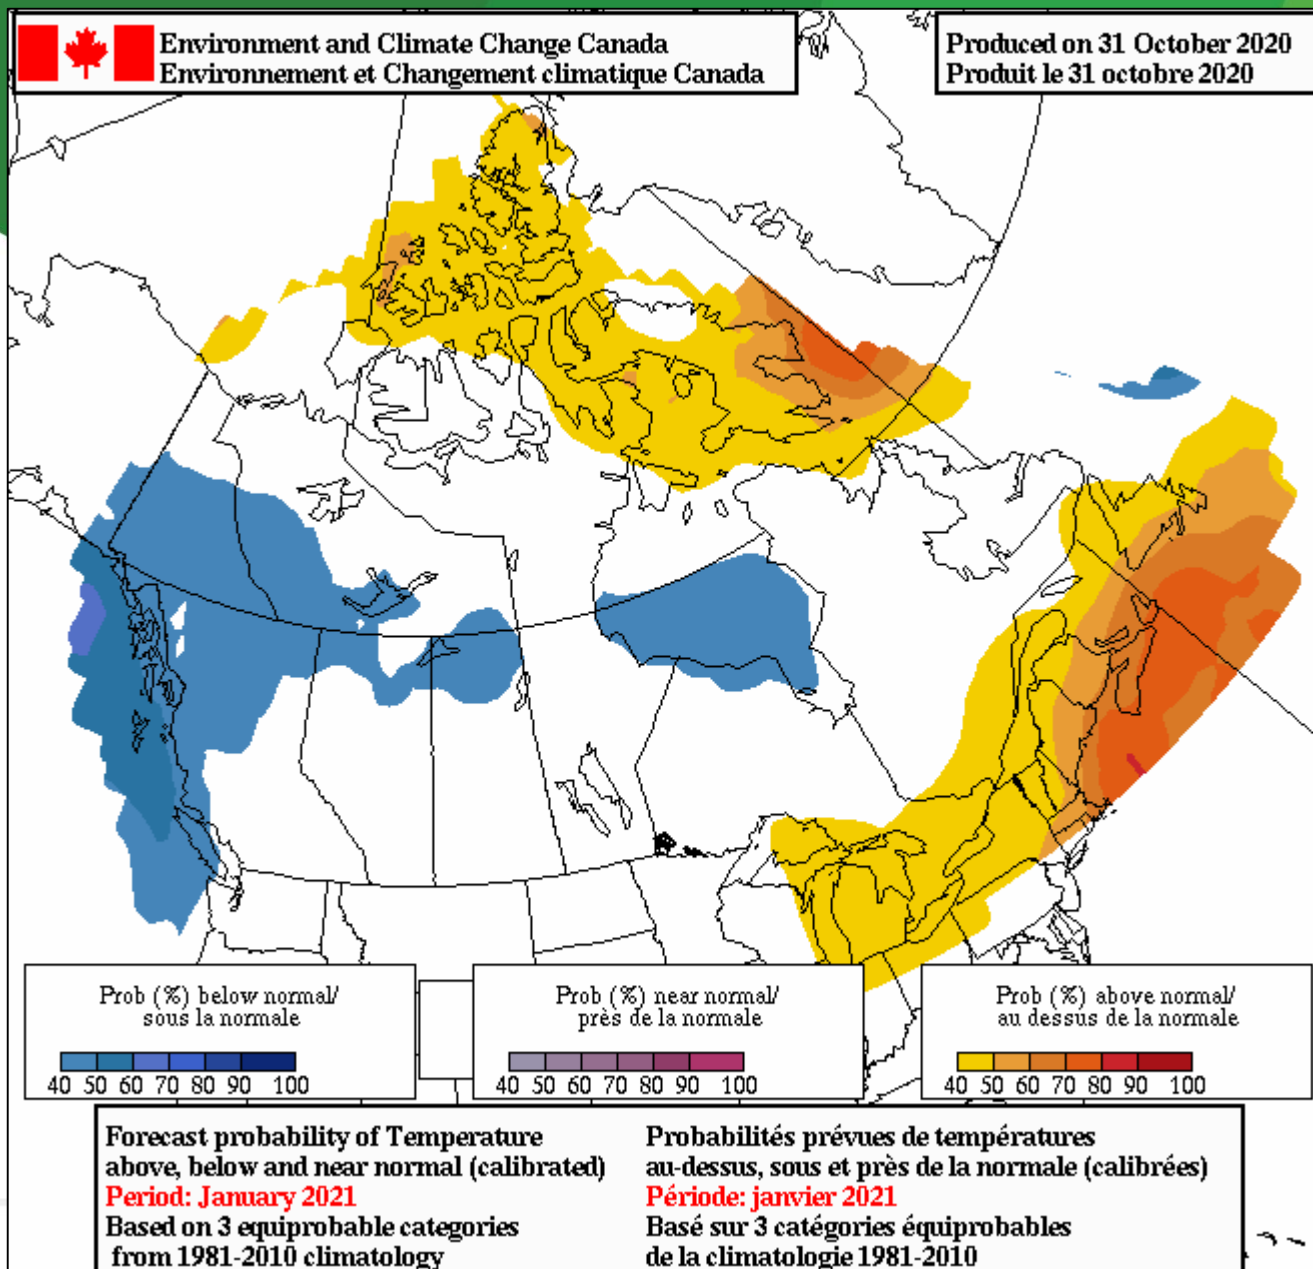 Environment and Climate Change Canada
Environnement et Changement climatique Canada
Produced on 31 October 2020
Produit le 31 octobre 2020
Prob (%) below normal/
sous la normale
40 50 60 70 80 90 100
Prob (%) near normal/
près de la normale
40 50 60 70 80 90 100
Prob (%) above normal/
au dessus de la normale
40 50 60 70 80 90 100
Forecast probability of Temperature
above, below and near normal (calibrated)
Period: January 2021
Based on 3 equiprobable categories
from 1981-2010 climatology
Probabilités prévues de températures
au-dessus, sous et près de la normale (calibrées)
Période: janvier 2021
Basé sur 3 catégories équiprobables
de la climatologie 1981-2010